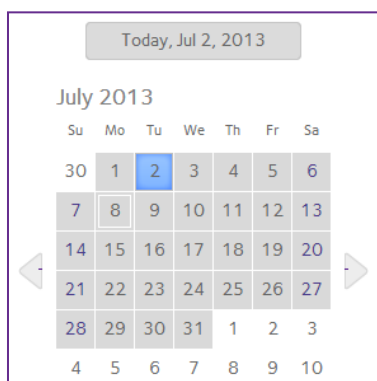 Today, Jul 2, 2013
July 2013
Su Mo Tu We Th Fr Sa
30 1 2 3 4 5 6
7 8 9 10 11 12 13
14 15 16 17 18 19 20
21 22 23 24 25 26 27
28 29 30 31 1 2 3
4 5 6 7 8 9 10